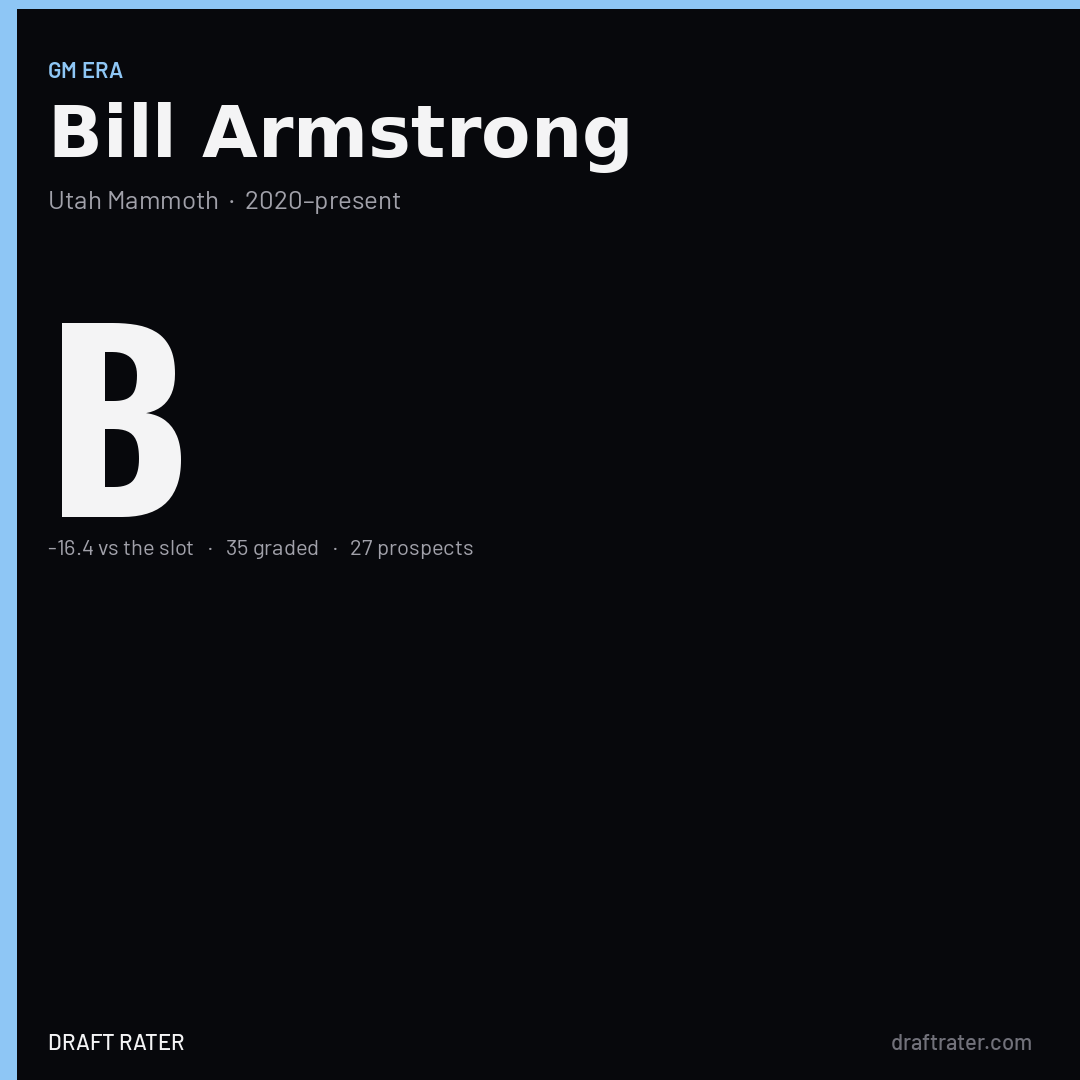 GM ERA
Bill Armstrong
Utah Mammoth · 2020–present
B
-16.4 vs the slot · 35 graded · 27 prospects
DRAFT RATER
draftrater.com